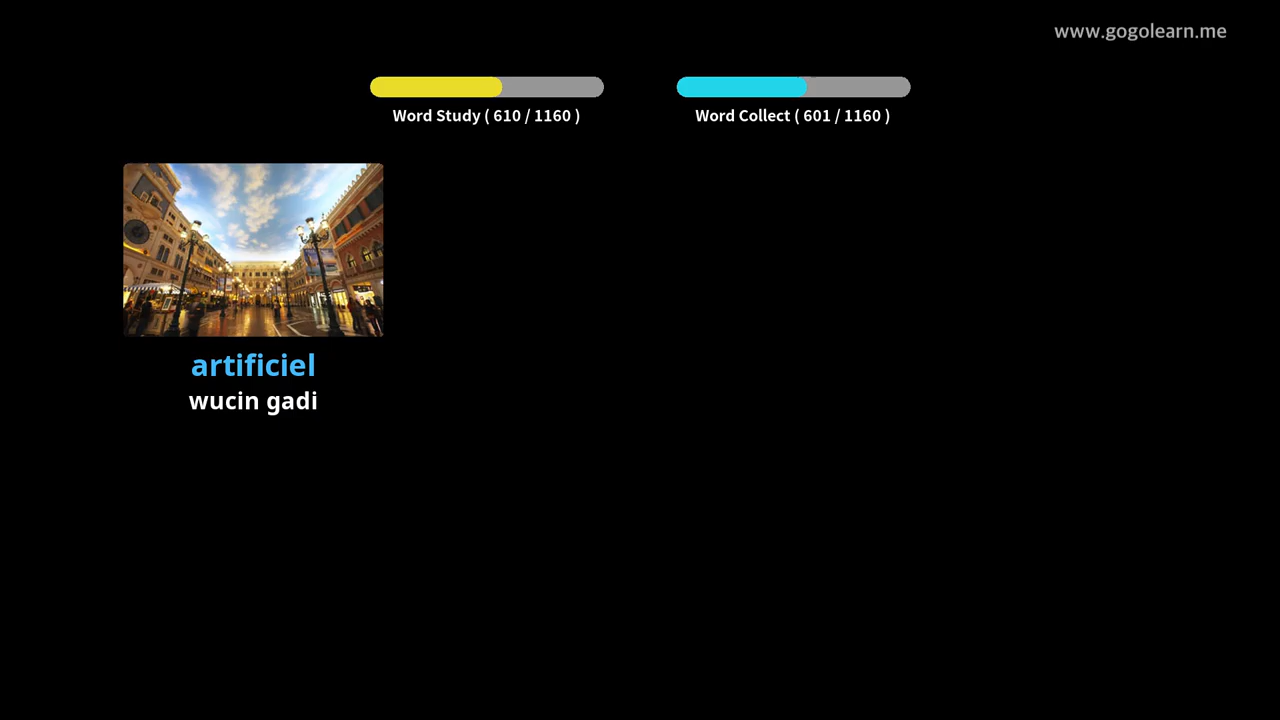 www.gogolearn.me
Word Study ( 610 / 1160 )
Word Collect ( 601 / 1160 )
artificiel
wucin gadi